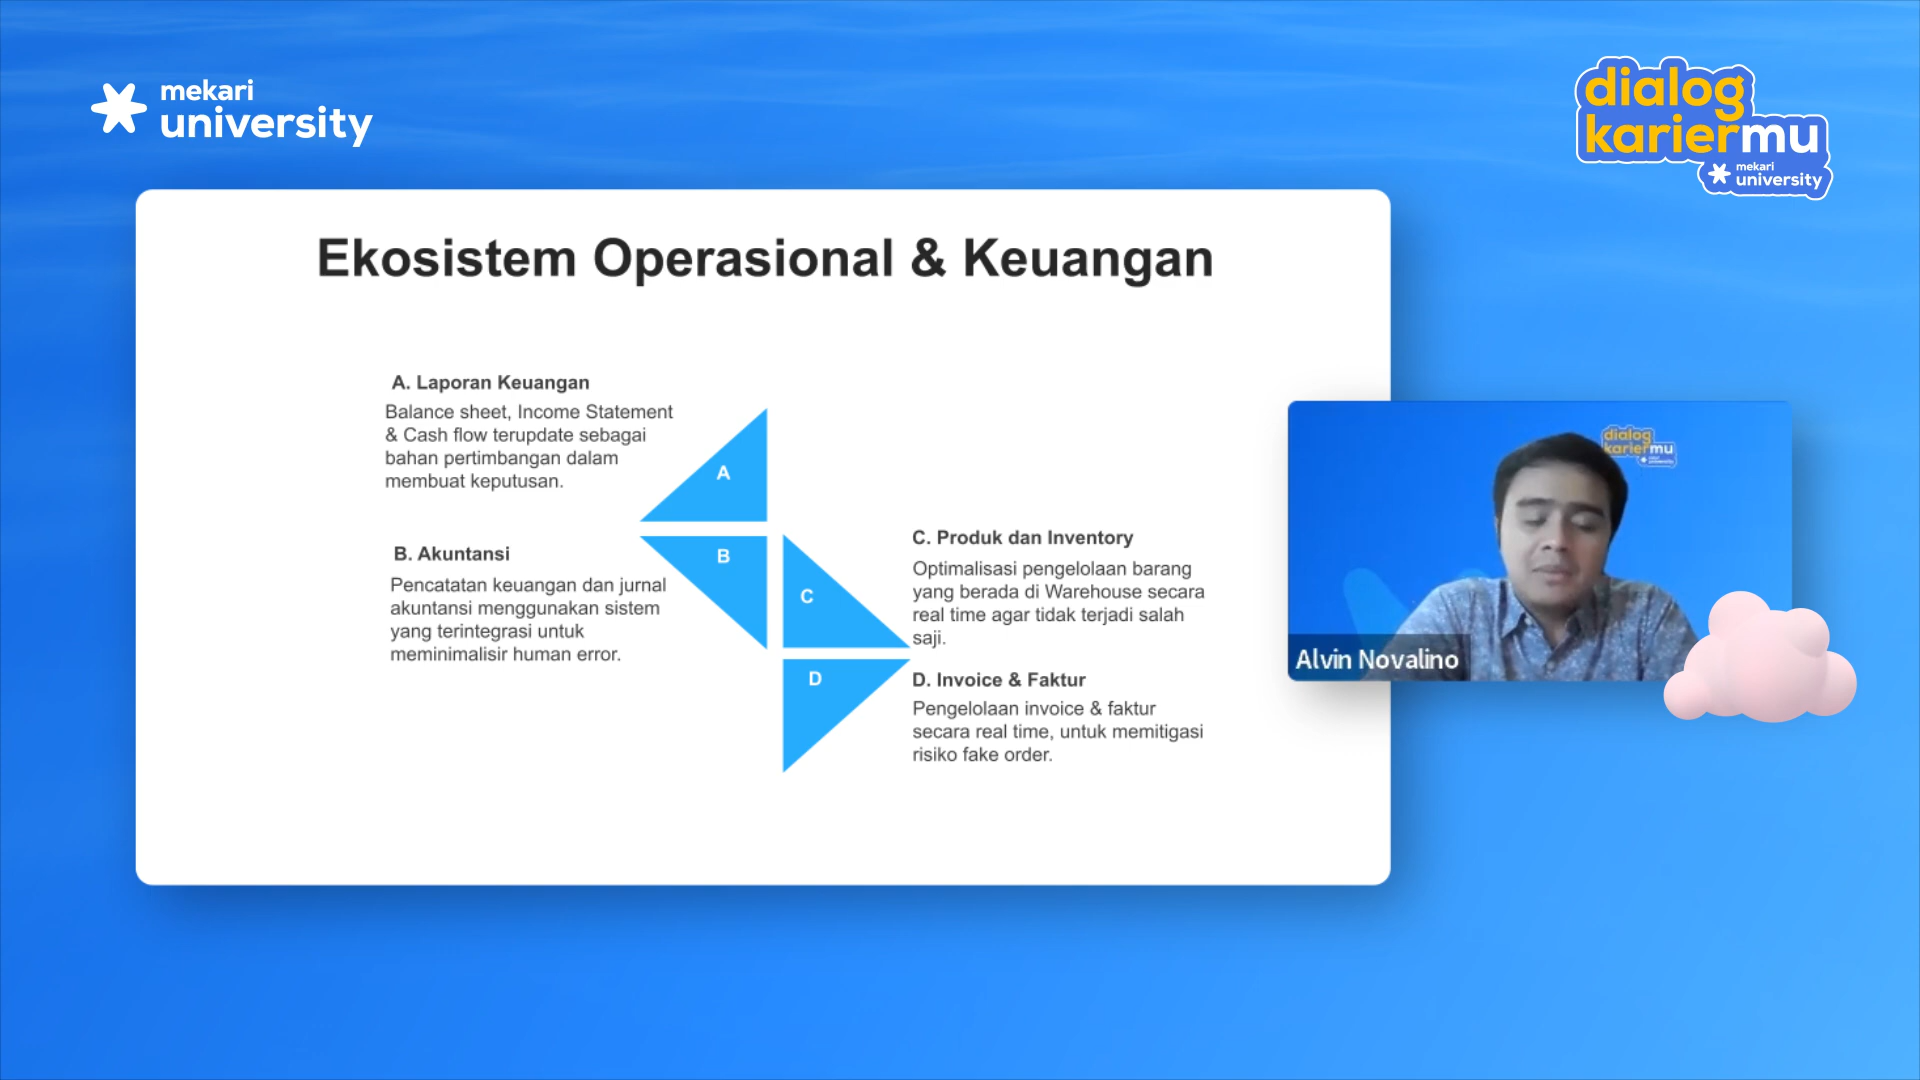 mekari
university
dialog
kariermu
mekari
university
Ekosistem Operasional & Keuangan
A. Laporan Keuangan
Balance sheet, Income Statement
& Cash flow terupdate sebagai
bahan pertimbangan dalam
membuat keputusan.
A
B. Akuntansi
Pencatatan keuangan dan jurnal
akuntansi menggunakan sistem
yang terintegrasi untuk
meminimalisir human error.
B
C
C. Produk dan Inventory
Optimalisasi pengelolaan barang
yang berada di Warehouse secara
real time agar tidak terjadi salah
saji.
D
D. Invoice & Faktur
Pengelolaan invoice & faktur
secara real time, untuk memitigasi
risiko fake order.
dialog
kariermu
Alvin Novalino